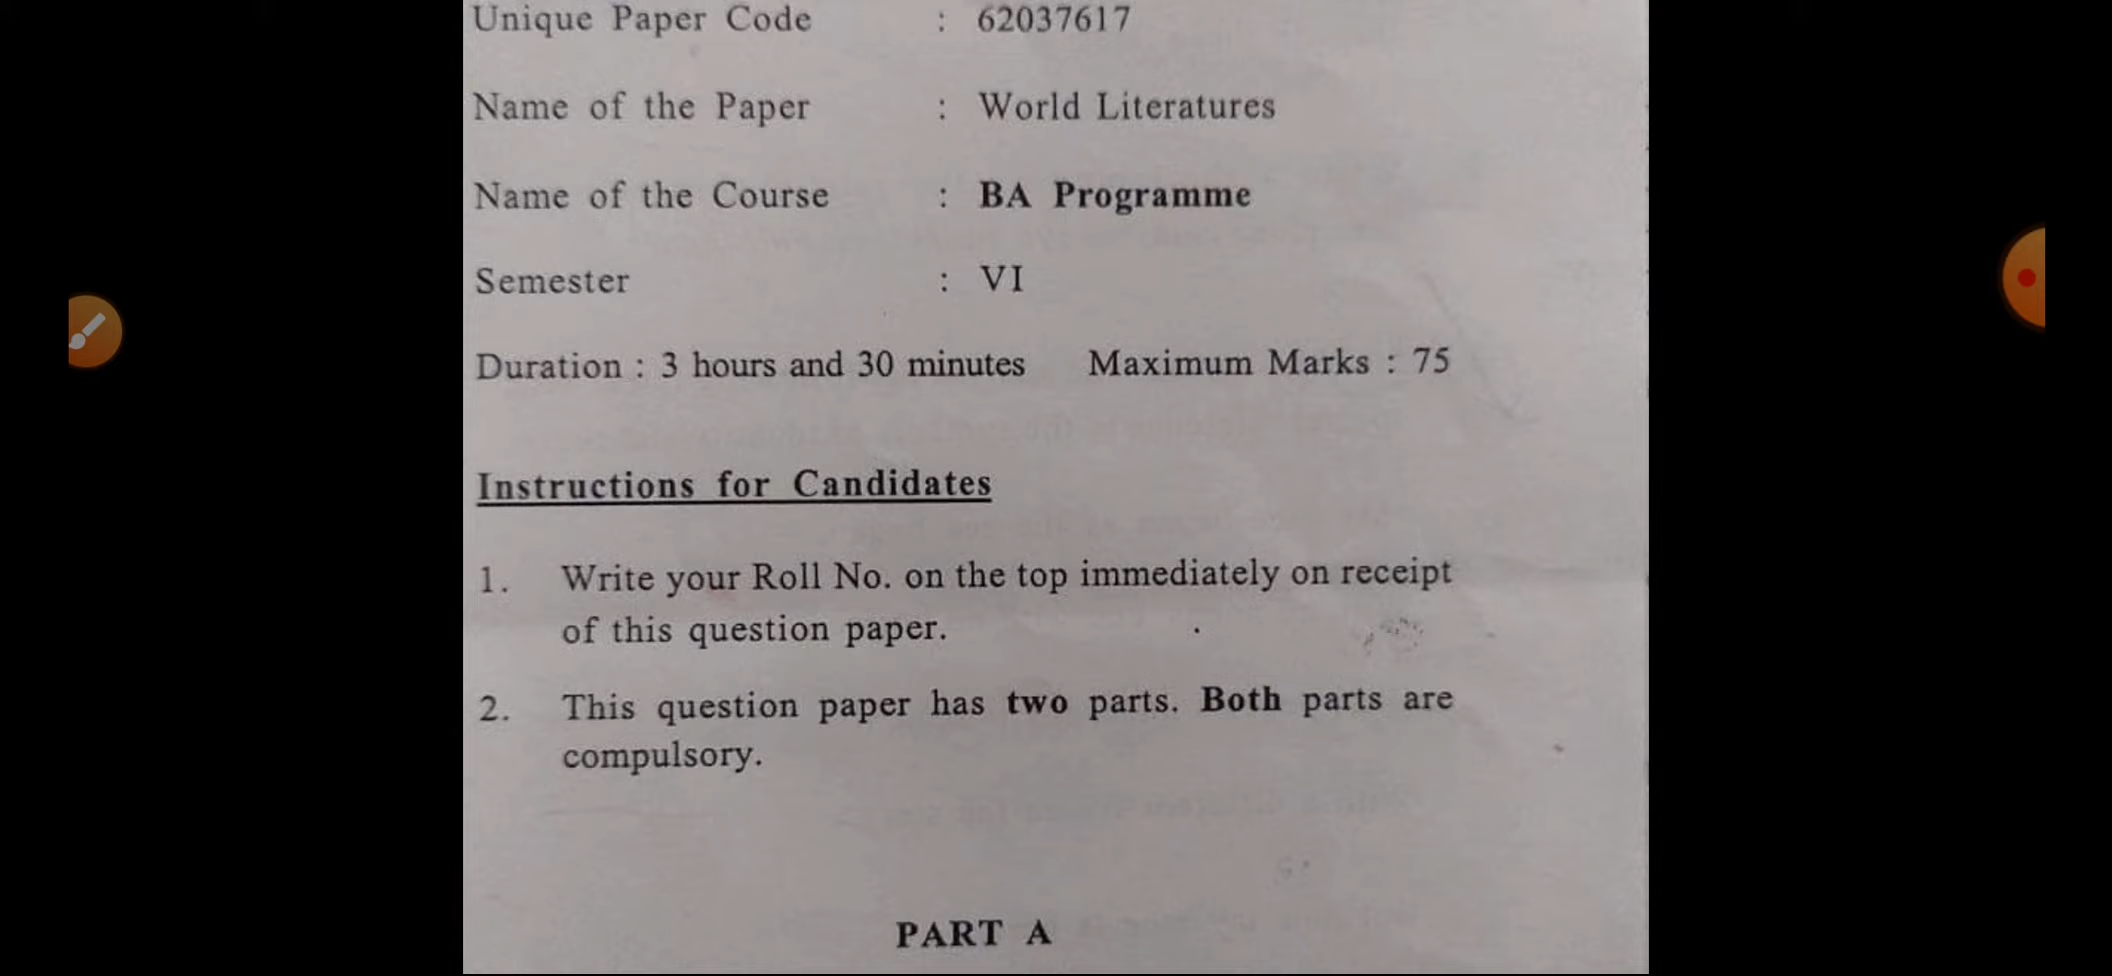 Unique Paper Code : 62037617
Name of the Paper : World Literatures
Name of the Course : BA Programme
Semester : VI
Duration : 3 hours and 30 minutes Maximum Marks : 75
Instructions for Candidates
1. Write your Roll No. on the top immediately on receipt
of this question paper.
2. This question paper has two parts. Both parts are
compulsory.
PART A